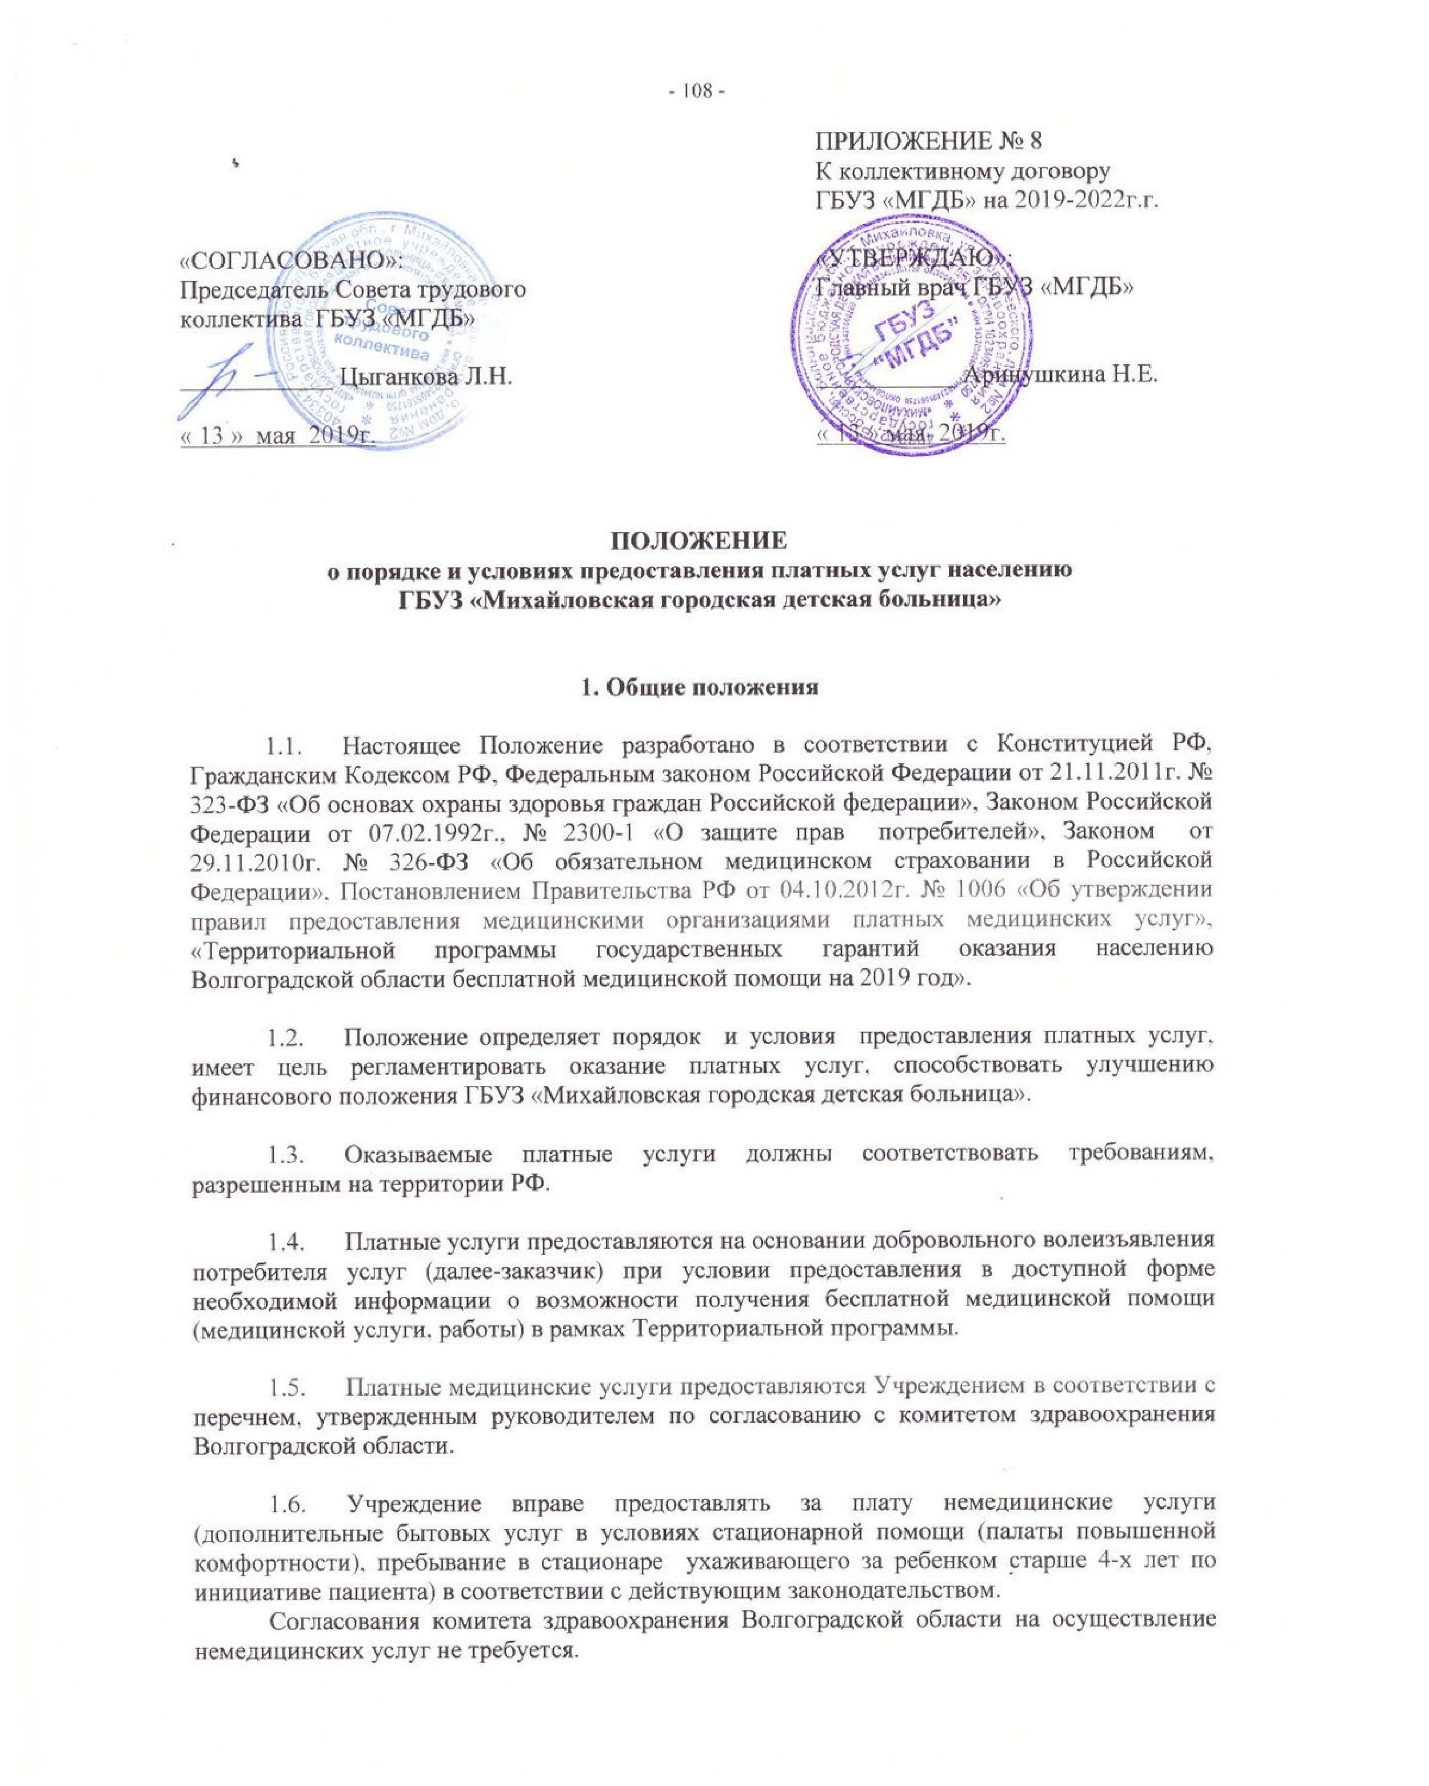 - 108 -
ПРИЛОЖЕНИЕ № 8
К коллективному договору
ГБУЗ «МГДБ» на 2019-2022г.г.
«СОГЛАСОВАНО»:
Председатель Совета трудового
коллектива ГБУЗ «МГДБ»
Совет трудового коллектива
Цыганкова Л.Н.
« 13 » мая 2019г.
«УТВЕРЖДАЮ»:
Главный врач ГБУЗ «МГДБ»
ГБУЗ
"МГДБ"
Аринушкина Н.Е.
« 13 » мая 2019г.
ПОЛОЖЕНИЕ
о порядке и условиях предоставления платных услуг населению
ГБУЗ «Михайловская городская детская больница»
1. Общие положения
1.1. Настоящее Положение разработано в соответствии с Конституцией РФ,
Гражданским Кодексом РФ, Федеральным законом Российской Федерации от 21.11.2011г. №
323-ФЗ «Об основах охраны здоровья граждан Российской федерации», Законом Российской
Федерации от 07.02.1992г., № 2300-1 «О защите прав потребителей», Законом от
29.11.2010г. № 326-ФЗ «Об обязательном медицинском страховании в Российской
Федерации», Постановлением Правительства РФ от 04.10.2012г. № 1006 «Об утверждении
правил предоставления медицинскими организациями платных медицинских услуг»,
«Территориальной программы государственных гарантий оказания населению
Волгоградской области бесплатной медицинской помощи на 2019 год».
1.2. Положение определяет порядок и условия предоставления платных услуг,
имеет цель регламентировать оказание платных услуг, способствовать улучшению
финансового положения ГБУЗ «Михайловская городская детская больница».
1.3. Оказываемые платные услуги должны соответствовать требованиям,
разрешенным на территории РФ.
1.4. Платные услуги предоставляются на основании добровольного волеизъявления
потребителя услуг (далее-заказчик) при условии предоставления в доступной форме
необходимой информации о возможности получения бесплатной медицинской помощи
(медицинской услуги, работы) в рамках Территориальной программы.
1.5. Платные медицинские услуги предоставляются Учреждением в соответствии с
перечнем, утвержденным руководителем по согласованию с комитетом здравоохранения
Волгоградской области.
1.6. Учреждение вправе предоставлять за плату немедицинские услуги
(дополнительные бытовых услуг в условиях стационарной помощи (палаты повышенной
комфортности), пребывание в стационаре ухаживающего за ребенком старше 4-х лет по
инициативе пациента) в соответствии с действующим законодательством.
Согласования комитета здравоохранения Волгоградской области на осуществление
немедицинских услуг не требуется.